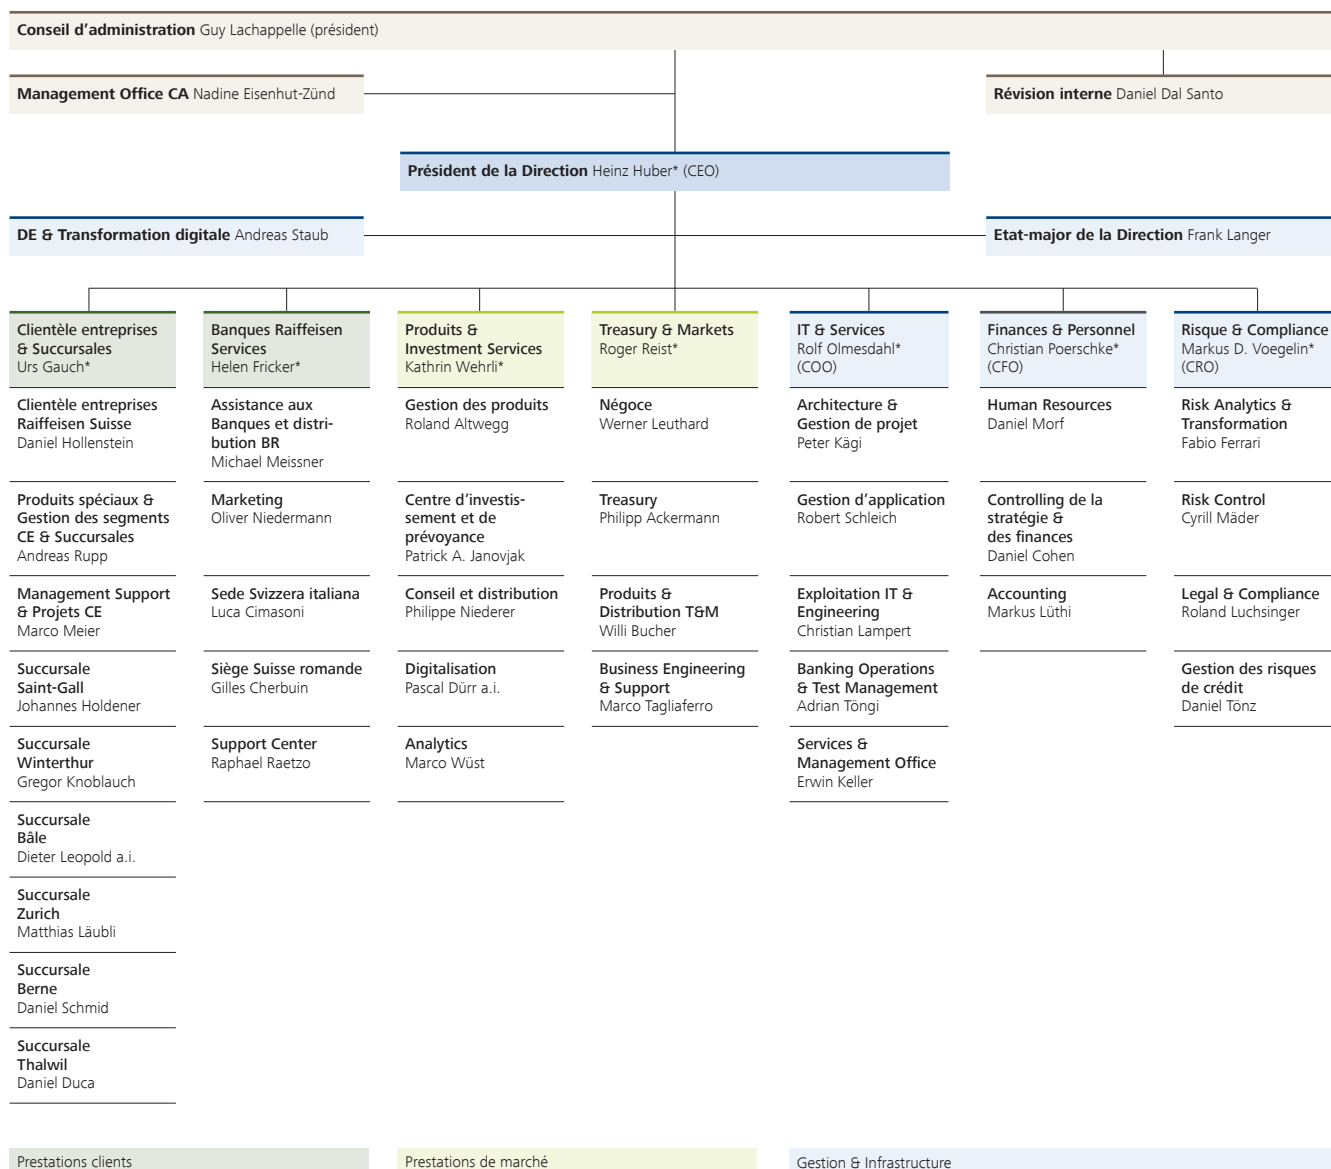 Conseil d'administration Guy Lachappelle (président)
Management Office CA Nadine Eisenhut-Zünd
Révision interne Daniel Dal Santo
Président de la Direction Heinz Huber* (CEO)
DE & Transformation digitale Andreas Staub
Etat-major de la Direction Frank Langer
Clientèle entreprises
& Succursales
Urs Gauch*
Clientèle entreprises
Raiffeisen Suisse
Daniel Hollenstein
Produits spéciaux &
Gestion des segments
CE & Succursales
Andreas Rupp
Management Support
& Projets CE
Marco Meier
Succursale
Saint-Gall
Johannes Holdener
Succursale
Winterthur
Gregor Knoblauch
Succursale
Bâle
Dieter Leopold a.i.
Succursale
Zurich
Matthias Läubli
Succursale
Berne
Daniel Schmid
Succursale
Thalwil
Daniel Duca
Banques Raiffeisen
Services
Helen Fricker*
Assistance aux
Banques et distri-
bution BR
Michael Meissner
Marketing
Oliver Niedermann
Sede Svizzera italiana
Luca Cimasoni
Siège Suisse romande
Gilles Cherbuin
Support Center
Raphael Raetzo
Produits &
Investment Services
Kathrin Wehrli*
Gestion des produits
Roland Altwegg
Centre d'investis-
sement et de
prévoyance
Patrick A. Janovjak
Conseil et distribution
Philippe Niederer
Digitalisation
Pascal Dürr a.i.
Analytics
Marco Wüst
Treasury & Markets
Roger Reist*
Négoce
Werner Leuthard
Treasury
Philipp Ackermann
Produits &
Distribution T&M
Willi Bucher
Business Engineering
& Support
Marco Tagliaferro
IT & Services
Rolf Olmesdahl*
(COO)
Architecture &
Gestion de projet
Peter Kägi
Gestion d'application
Robert Schleich
Exploitation IT &
Engineering
Christian Lampert
Banking Operations
& Test Management
Adrian Töngi
Services &
Management Office
Erwin Keller
Finances & Personnel
Christian Poerschke*
(CFO)
Human Resources
Daniel Morf
Controlling de la
stratégie &
des finances
Daniel Cohen
Accounting
Markus Lüthi
Risque & Compliance
Markus D. Voegelin*
(CRO)
Risk Analytics &
Transformation
Fabio Ferrari
Risk Control
Cyrill Mäder
Legal & Compliance
Roland Luchsinger
Gestion des risques
de crédit
Daniel Tönz
Prestations clients
Prestations de marché
Gestion & Infrastructure